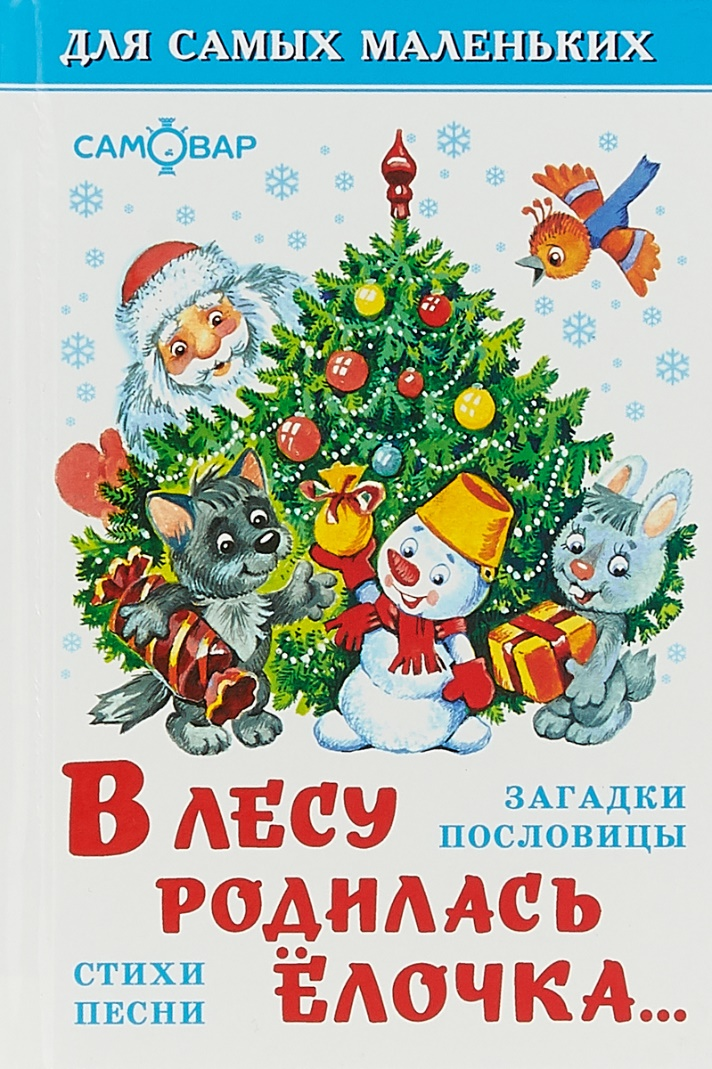 ДЛЯ САМЫХ МАЛЕНЬКИХ
САМОВАР
В ЛЕСУ
РОДИЛАСЬ
ЁЛОЧКА...
ЗАГАДКИ
ПОСЛОВИЦЫ
СТИХИ
ПЕСНИ